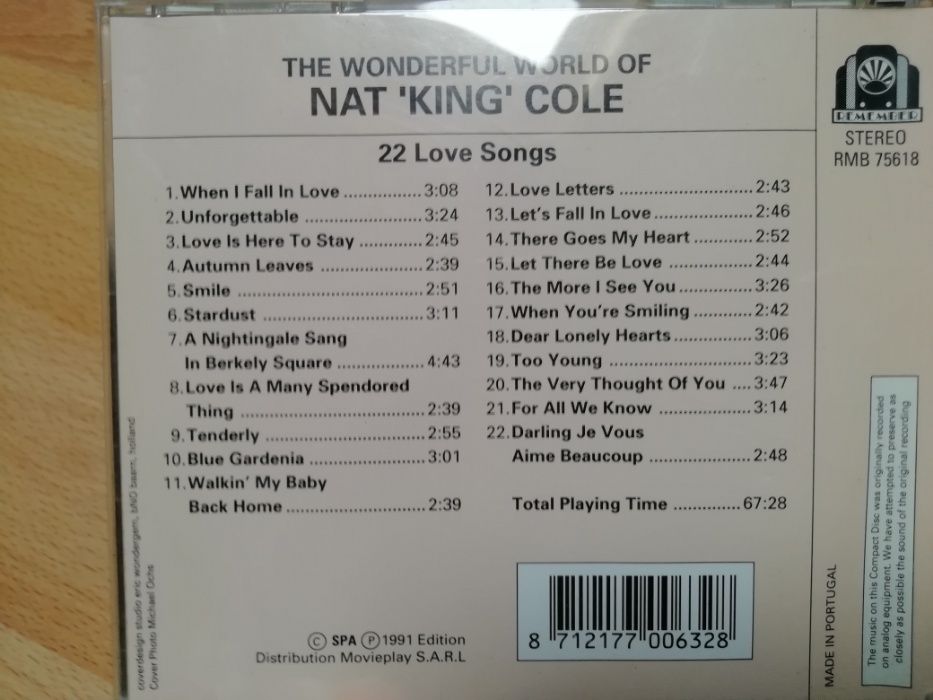 THE WONDERFUL WORLD OF
NAT 'KING' COLE
22 Love Songs
1. When I Fall In Love ................ 3:08
2. Unforgettable ....................... 3:24
3. Love Is Here To Stay ............ 2:45
4. Autumn Leaves .................... 2:39
5. Smile ................................... 2:51
6. Stardust ............................... 3:11
7. A Nightingale Sang
In Berkely Square ................. 4:43
8. Love Is A Many Spendored
Thing .................................... 2:39
9. Tenderly ............................... 2:55
10. Blue Gardenia ...................... 3:01
11. Walkin' My Baby
Back Home .......................... 2:39
12. Love Letters ......................... 2:43
13. Let's Fall In Love ................... 2:46
14. There Goes My Heart ............ 2:52
15. Let There Be Love ................ 2:44
16. The More I See You .............. 3:26
17. When You're Smiling ............ 2:42
18. Dear Lonely Hearts ............... 3:06
19. Too Young ........................... 3:23
20. The Very Thought Of You .... 3:47
21. For All We Know .................. 3:14
22. Darling Je Vous
Aime Beaucoup ................... 2:48
Total Playing Time ............. 67:28
© SPA ℗ 1991 Edition
Distribution Movieplay S.A.R.L
8 712177 006328
REMEMBER
STEREO
RMB 75618
MADE IN PORTUGAL
The music on this Compact Disc was originally recorded
on analog equipment. We have attempted to preserve as
closely as possible the sound of the original recording
coverdesign studio eric wondergem, bNO baarn, holland
Cover Photo Michael Ochs